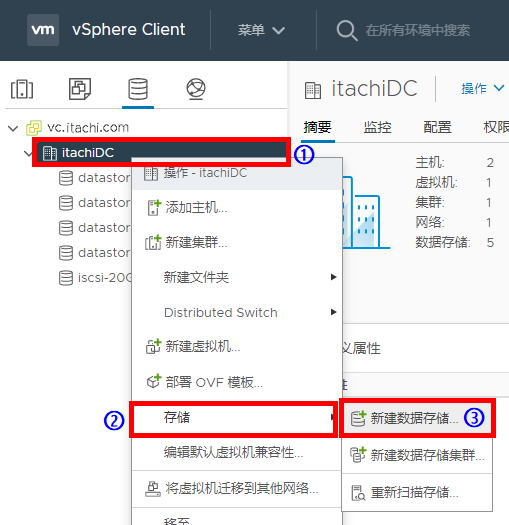 vm vSphere Client 菜单 在所有环境中搜索
itachiDC 操作
摘要 监控 配置 权限
主机: 2
虚拟机: 1
集群: 1
网络: 1
数据存储: 5
vc.itachi.com
itachiDC ①
datastor
datastor
datastor
datastor
iscsi-200
操作 - itachiDC
添加主机...
新建集群...
新建文件夹
Distributed Switch
新建虚拟机...
部署 OVF 模板...
② 存储
编辑默认虚拟机兼容性...
将虚拟机迁移到其他网络...
移至
义属性
新建数据存储... ③
新建数据存储集群...
重新扫描存储...